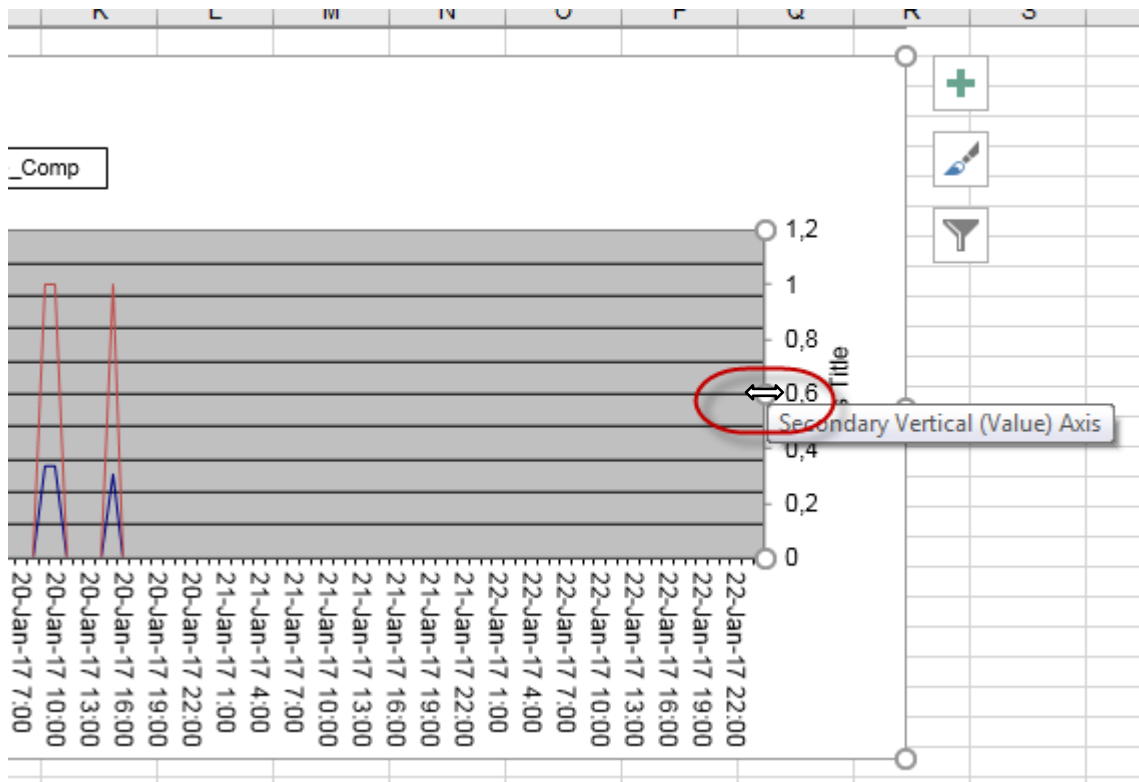 K L M N O P Q R S
_Comp
1,2
1
0,8
0,6
0,4
0,2
0
s Title
Secondary Vertical (Value) Axis
20-Jan-17 7:00
20-Jan-17 10:00
20-Jan-17 13:00
20-Jan-17 16:00
20-Jan-17 19:00
20-Jan-17 22:00
21-Jan-17 1:00
21-Jan-17 4:00
21-Jan-17 7:00
21-Jan-17 10:00
21-Jan-17 13:00
21-Jan-17 16:00
21-Jan-17 19:00
21-Jan-17 22:00
22-Jan-17 1:00
22-Jan-17 4:00
22-Jan-17 7:00
22-Jan-17 10:00
22-Jan-17 13:00
22-Jan-17 16:00
22-Jan-17 19:00
22-Jan-17 22:00